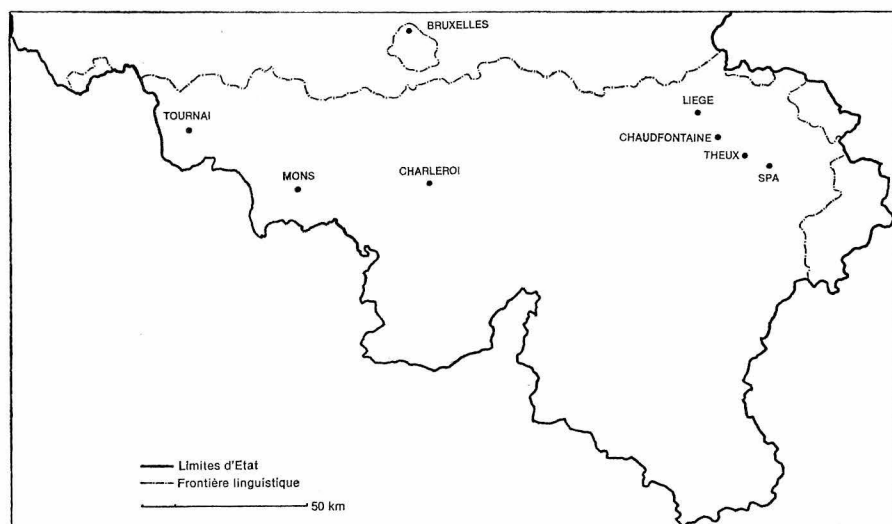 BRUXELLES
LIEGE
TOURNAI
CHAUDFONTAINE
THEUX
SPA
MONS
CHARLEROI
Limites d'Etat
Frontière linguistique
50 km